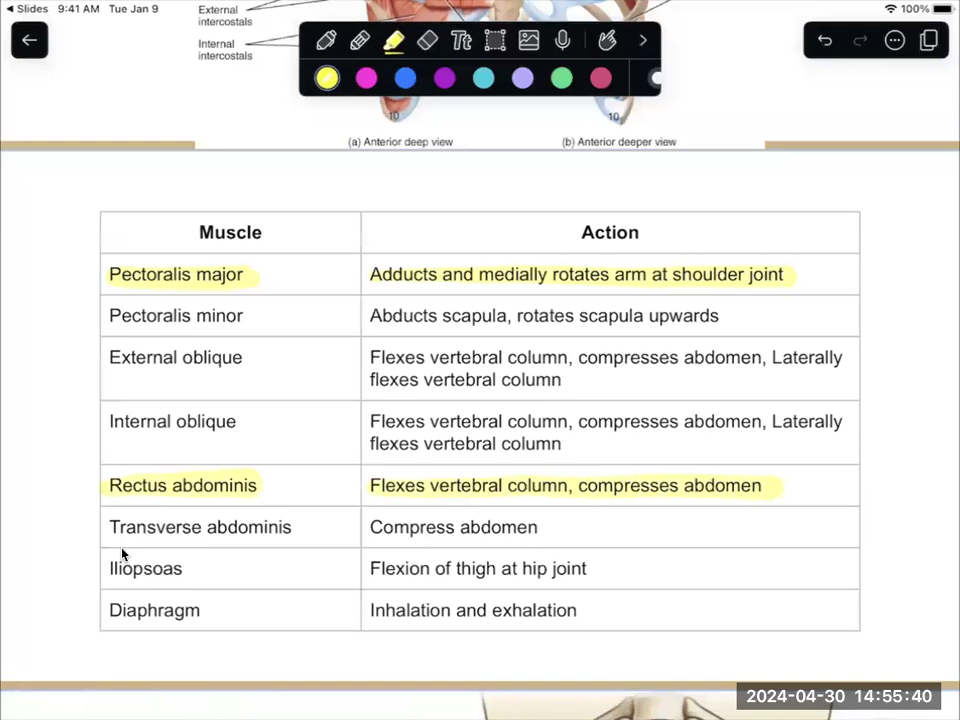 Slides 9:41 AM Tue Jan 9 100%
External
intercostals
Internal
intercostals
Tt
10 10
(a) Anterior deep view (b) Anterior deeper view
Muscle Action
Pectoralis major Adducts and medially rotates arm at shoulder joint
Pectoralis minor Abducts scapula, rotates scapula upwards
External oblique Flexes vertebral column, compresses abdomen, Laterally
flexes vertebral column
Internal oblique Flexes vertebral column, compresses abdomen, Laterally
flexes vertebral column
Rectus abdominis Flexes vertebral column, compresses abdomen
Transverse abdominis Compress abdomen
Iliopsoas Flexion of thigh at hip joint
Diaphragm Inhalation and exhalation
2024-04-30 14:55:40